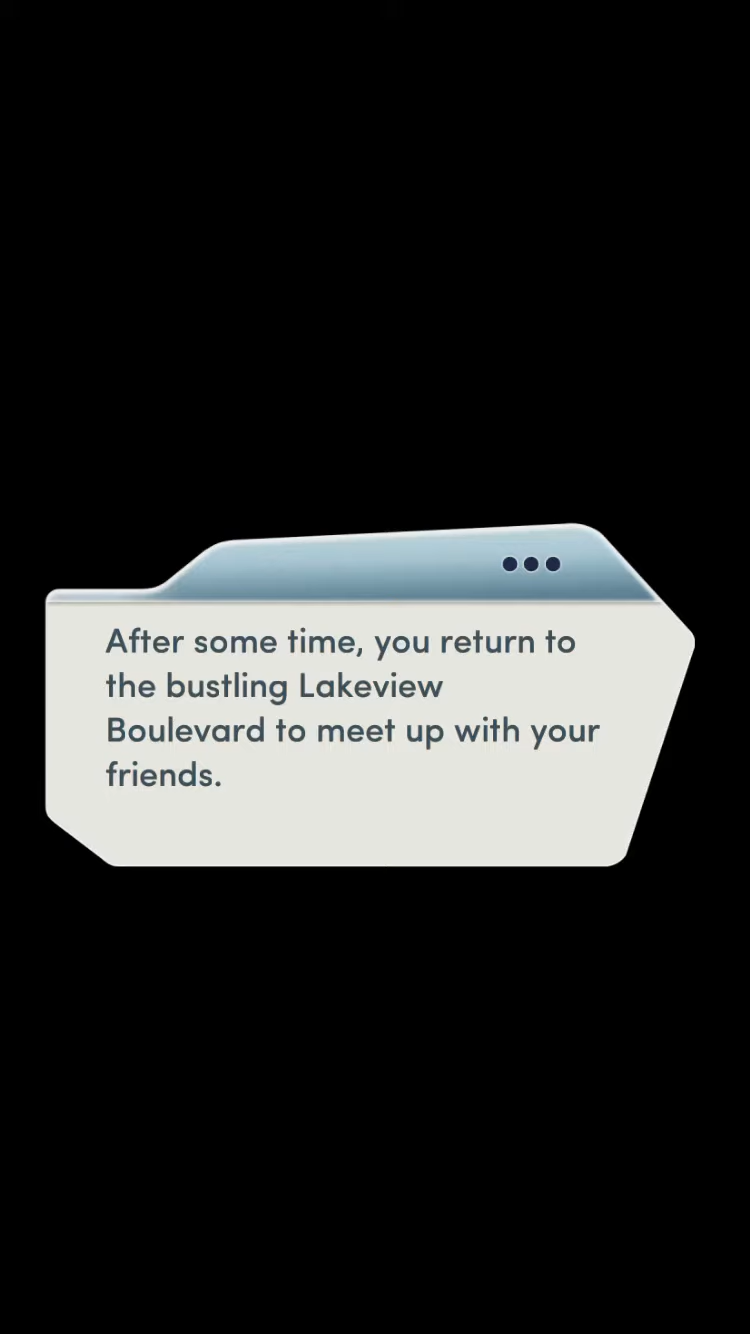 After some time, you return to
the bustling Lakeview
Boulevard to meet up with your
friends.